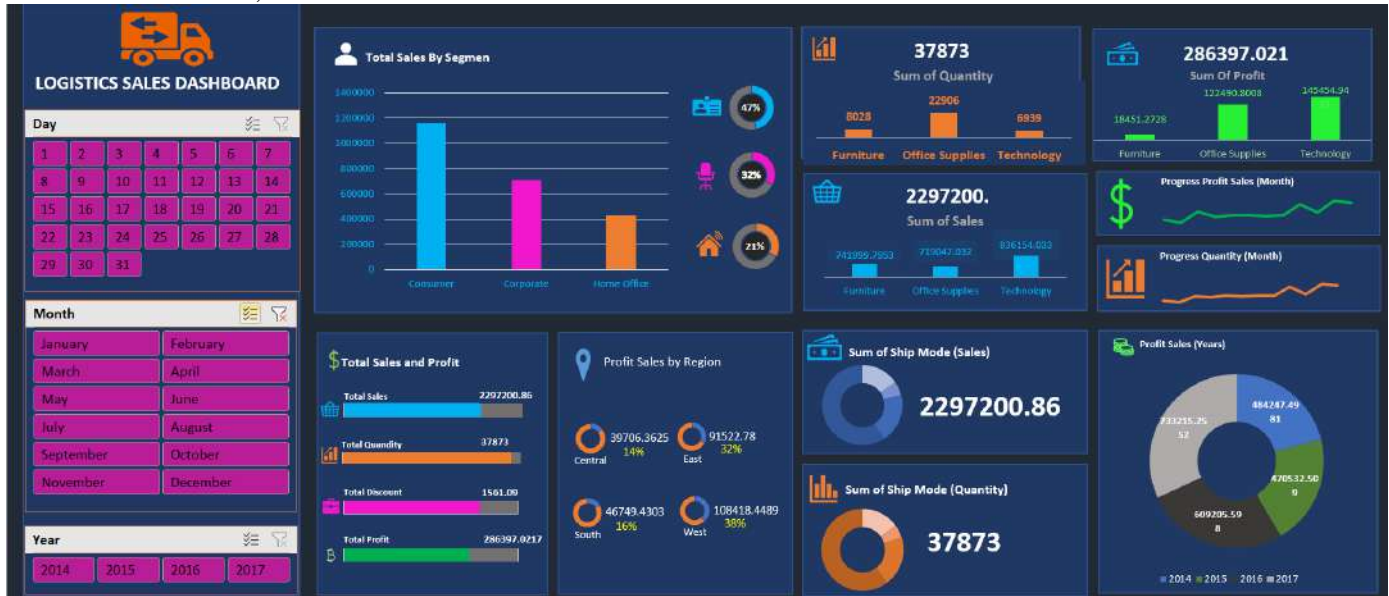 LOGISTICS SALES DASHBOARD
Day
1 2 3 4 5 6 7
8 9 10 11 12 13 14
15 16 17 18 19 20 21
22 23 24 25 26 27 28
29 30 31
Month
January February
March April
May June
July August
September October
November December
Year
2014 2015 2016 2017
Total Sales By Segmen
1400000
1200000
1000000
800000
600000
400000
200000
0
Consumer Corporate Home Office
47%
32%
21%
37873
Sum of Quantity
8028 22906 6939
Furniture Office Supplies Technology
286397.021
Sum Of Profit
18451.2728 122490.8008 145454.94
Furniture Office Supplies Technology
2297200.
Sum of Sales
741999.7953 719047.032 836154.033
Furniture Office Supplies Technology
Progress Profit Sales (Month)
Progress Quantity (Month)
Total Sales and Profit
Total Sales 2297200.86
Total Quandity 37873
Total Discount 1561.09
Total Profit 286397.0217
Profit Sales by Region
39706.3625 91522.78
14% 32%
Central East
46749.4303 108418.4489
16% 38%
South West
Sum of Ship Mode (Sales)
2297200.86
Sum of Ship Mode (Quantity)
37873
Profit Sales (Years)
484247.49
81
733215.25
52
470532.50
9
609205.59
8
2014 2015 2016 2017